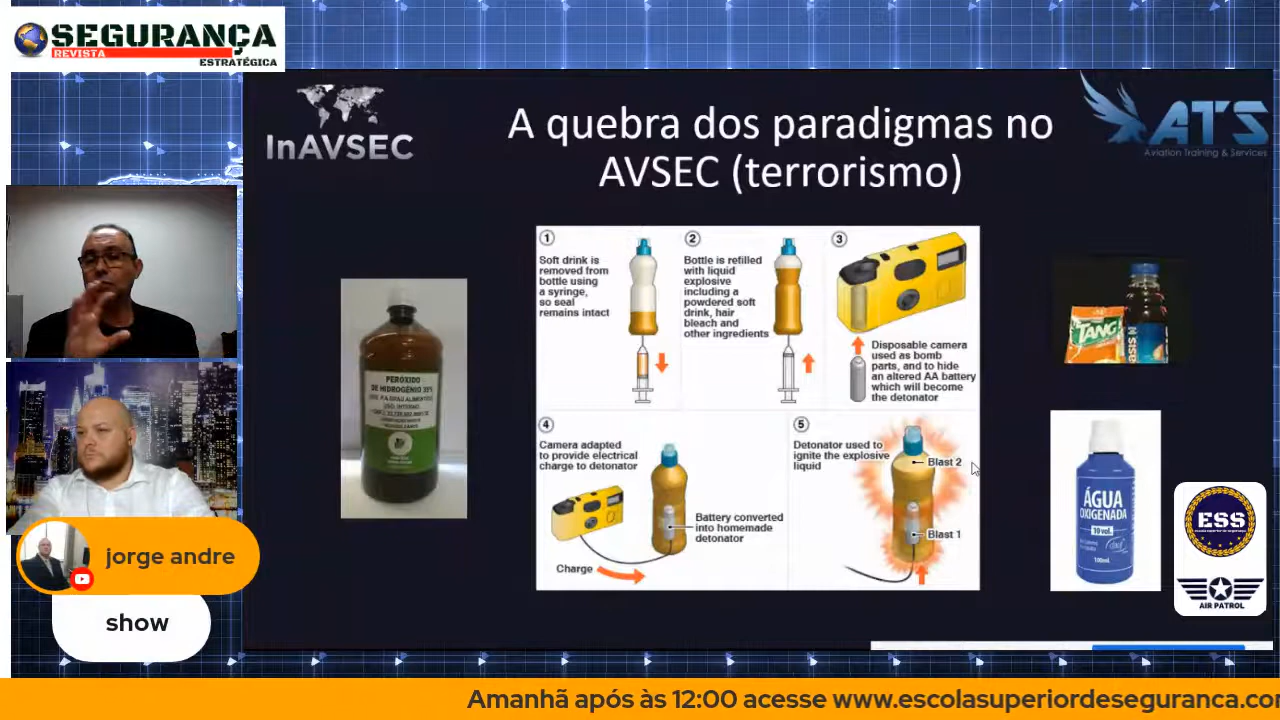 SEGURANÇA
REVISTA
ESTRATÉGICA
InAVSEC
A quebra dos paradigmas no
AVSEC (terrorismo)
ATS
Aviation Training & Services
1
Soft drink is
removed from
bottle using
a syringe,
so seal
remains intact
2
Bottle is refilled
with liquid
explosive
including a
powdered soft
drink, hair
bleach and
other ingredients
3
Disposable camera
used as bomb
parts, and to hide
an altered AA battery
which will become
the detonator
4
Camera adapted
to provide electrical
charge to detonator
Battery converted
into homemade
detonator
Charge
5
Detonator used to
ignite the explosive
liquid
Blast 2
Blast 1
PERÓXIDO
DE HIDROGÊNIO 35%
TANG
ÁGUA
OXIGENADA
10 vol.
100mL
ESS
AIR PATROL
jorge andre
show
Amanhã após às 12:00 acesse www.escolasuperiordeseguranca.co